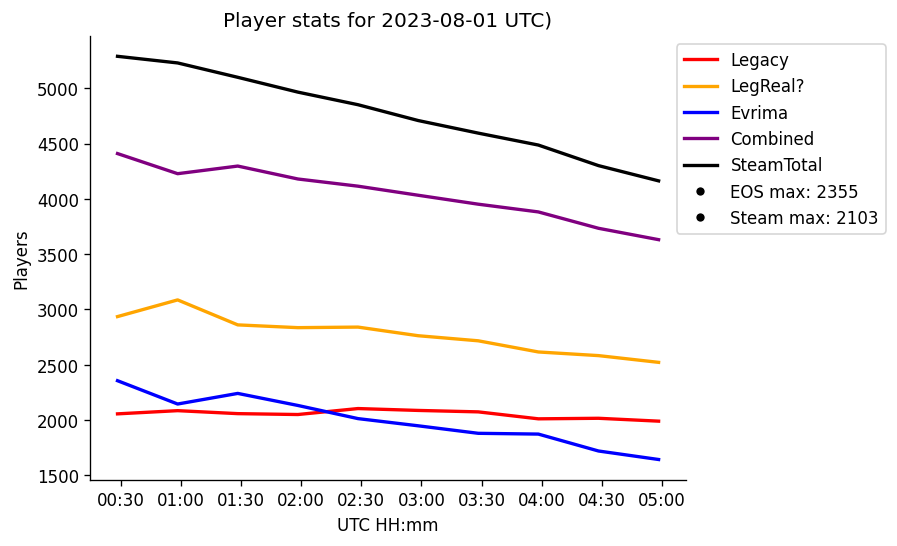 Player stats for 2023-08-01 UTC)
Legacy
LegReal?
Evrima
Combined
SteamTotal
EOS max: 2355
Steam max: 2103
Players
5000
4500
4000
3500
3000
2500
2000
1500
00:30 01:00 01:30 02:00 02:30 03:00 03:30 04:00 04:30 05:00
UTC HH:mm